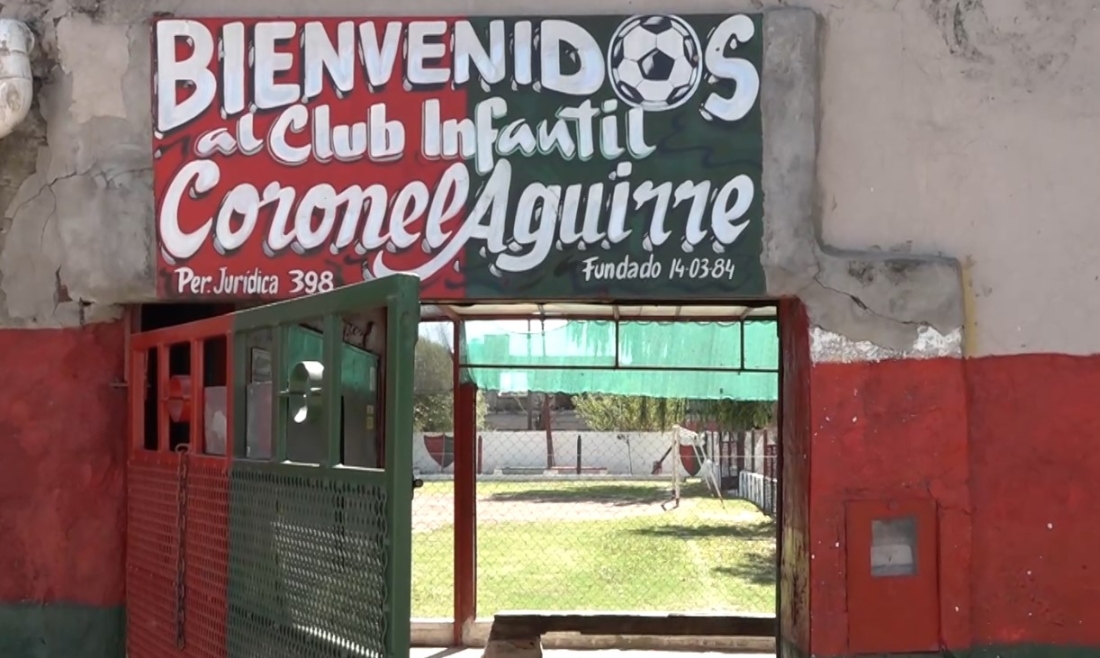 BIENVENIDOS
al Club Infantil
Coronel Aguirre
Per. Jurídica 398
Fundado 14-03-84